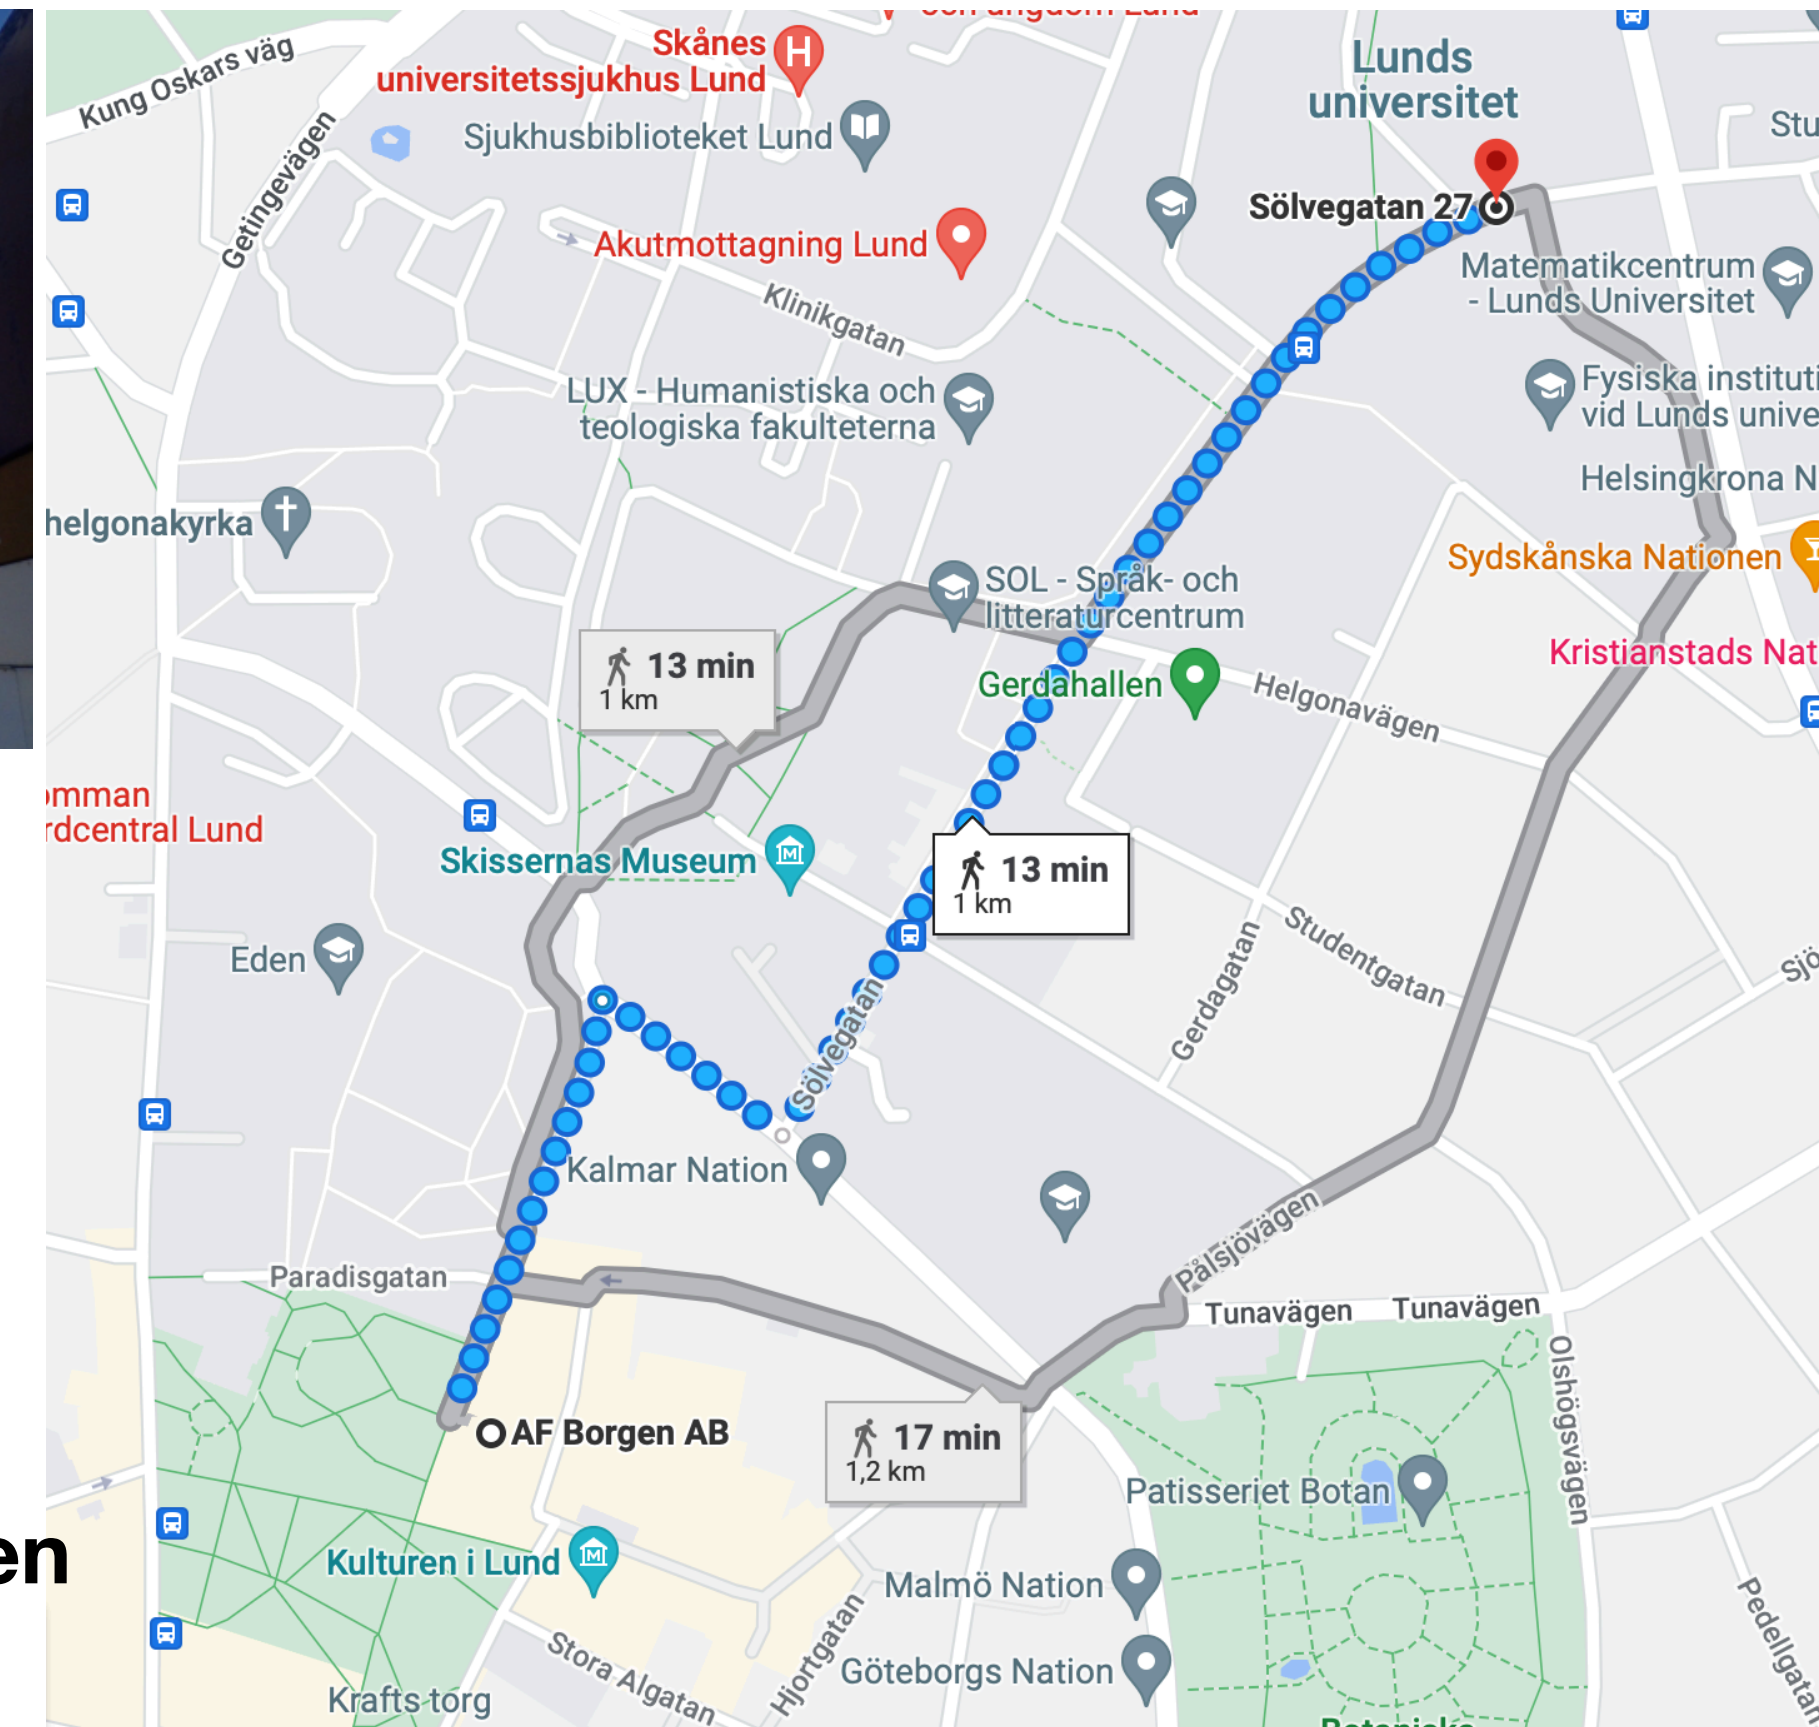 Kung Oskars väg
Getingevägen
Skånes
universitetssjukhus Lund
H
Sjukhusbiblioteket Lund
Lunds
universitet
Stu
Sölvegatan 27
Akutmottagning Lund
Matematikcentrum
- Lunds Universitet
Klinikgatan
LUX - Humanistiska och
teologiska fakulteterna
Fysiska instituti
vid Lunds unive
Helsingkrona N
helgonakyrka
Sydskånska Nationen
SOL - Språk- och
litteraturcentrum
13 min
1 km
Gerdahallen
Helgonavägen
Kristianstads Nat
omman
rdcentral Lund
Skissernas Museum
13 min
1 km
Eden
Studentgatan
Gerdagatan
Sjö
Sölvegatan
Kalmar Nation
Paradisgatan
Pålsjövägen
Tunavägen
Tunavägen
Olshögsvägen
AF Borgen AB
17 min
1,2 km
Patisseriet Botan
en
Kulturen i Lund
Malmö Nation
Göteborgs Nation
Hjortgatan
Stora Algatan
Krafts torg
Pedellgatan